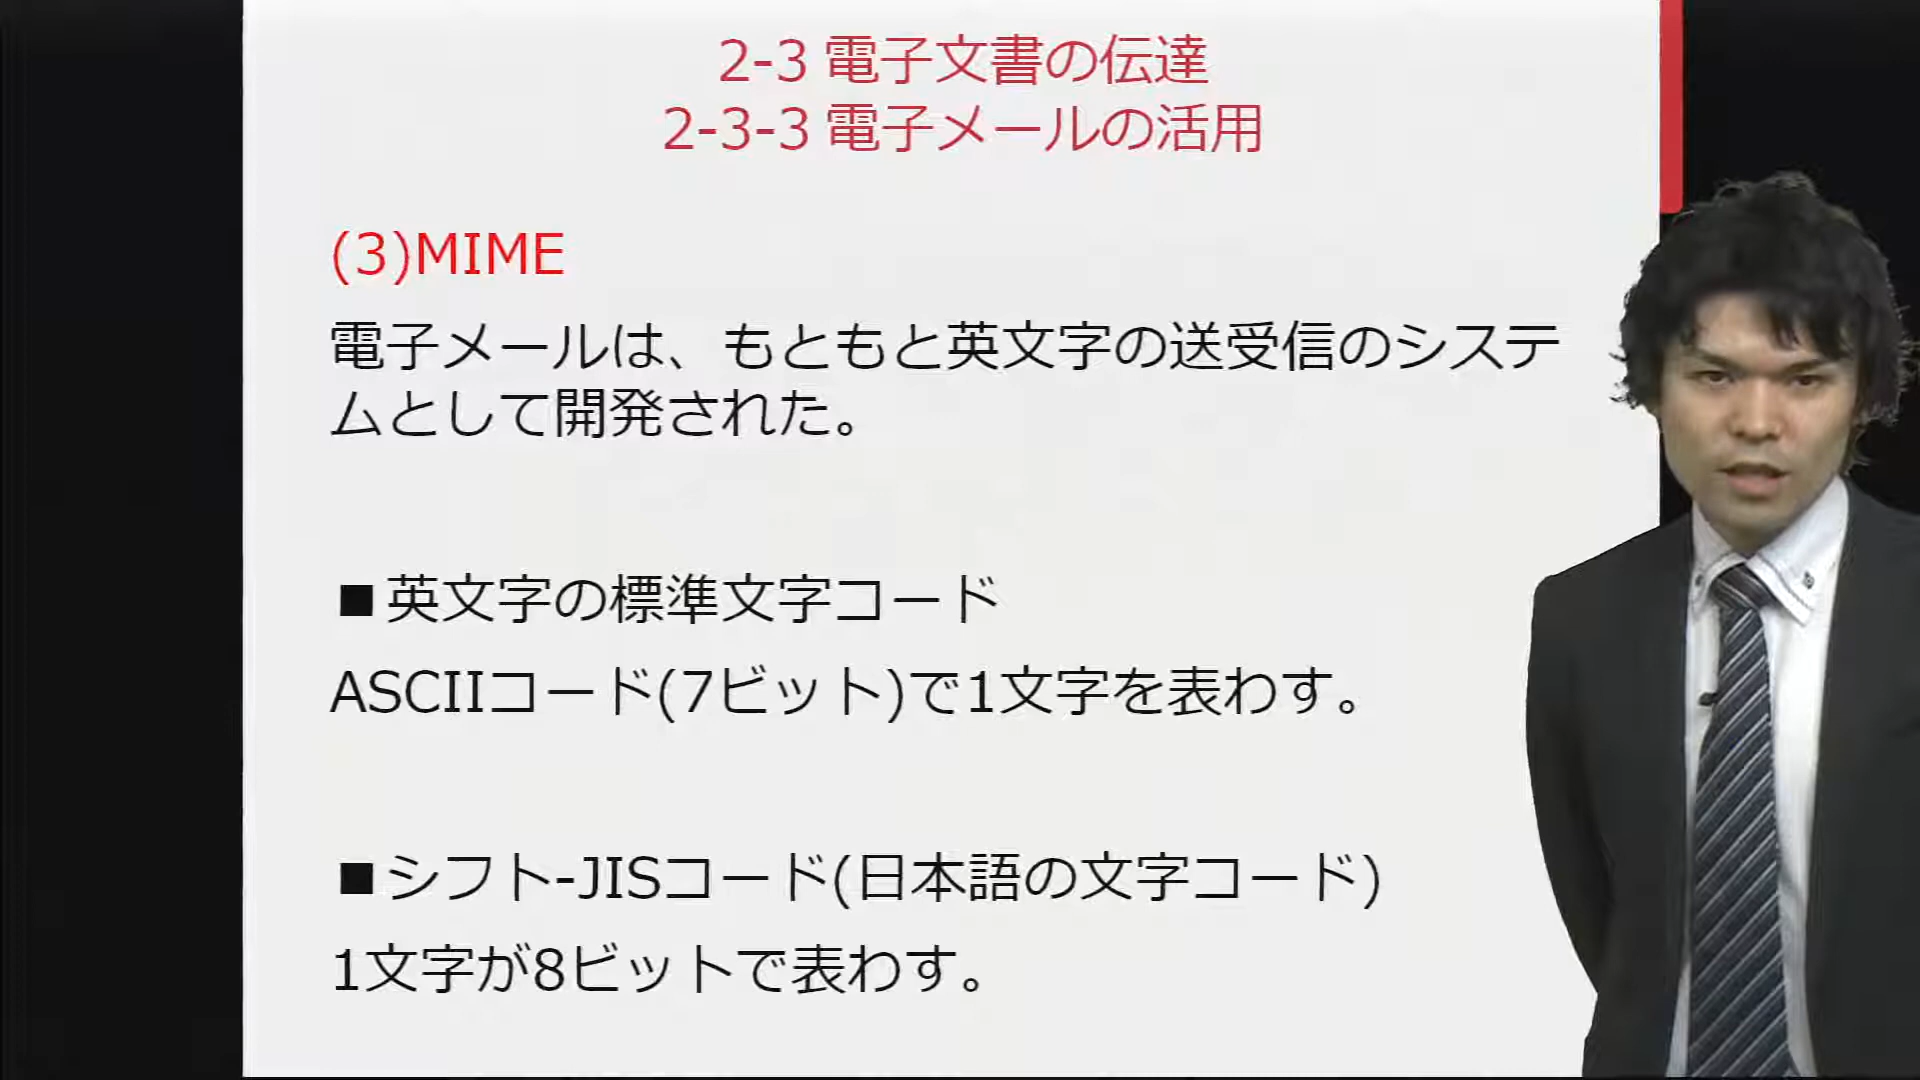 2-3 電子文書の伝達
2-3-3 電子メールの活用
(3)MIME
電子メールは、もともと英文字の送受信のシステ
ムとして開発された。
■英文字の標準文字コード
ASCIIコード(7ビット)で1文字を表わす。
■シフト-JISコード(日本語の文字コード)
1文字が8ビットで表わす。